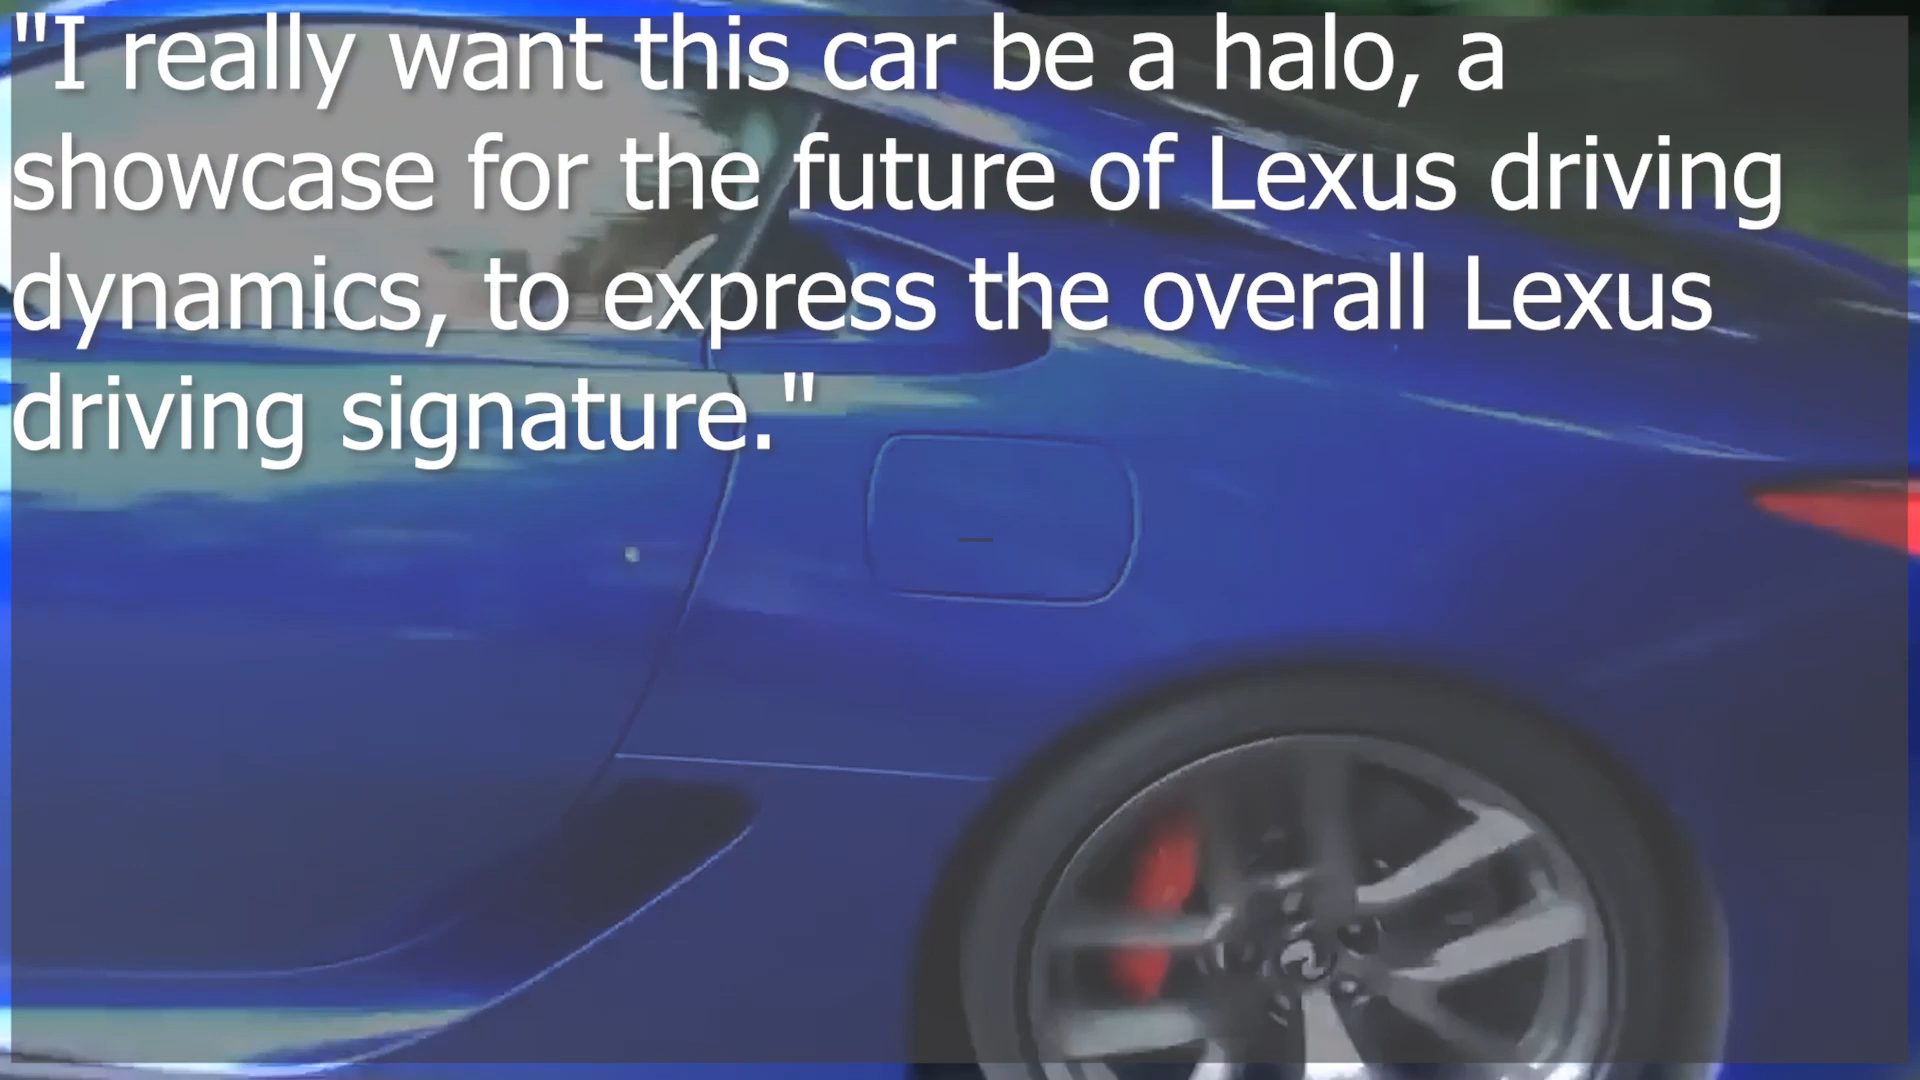 "I really want this car be a halo, a
showcase for the future of Lexus driving
dynamics, to express the overall Lexus
driving signature."